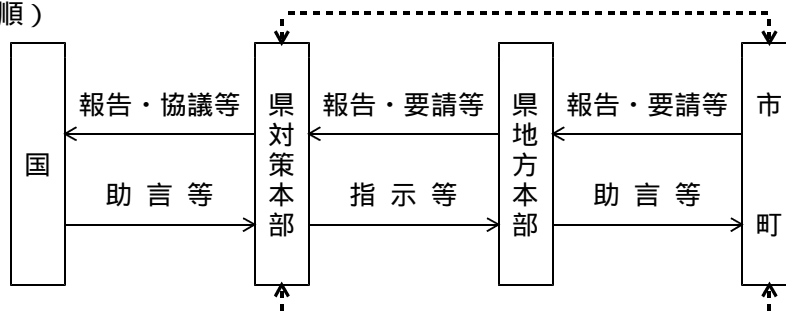 順）
国
報告・協議等
助言等
県対策本部
報告・要請等
指示等
県地方本部
報告・要請等
助言等
市町